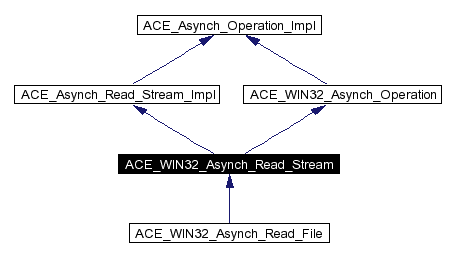 ACE_Asynch_Operation_Impl
ACE_Asynch_Read_Stream_Impl
ACE_WIN32_Asynch_Operation
ACE_WIN32_Asynch_Read_Stream
ACE_WIN32_Asynch_Read_File